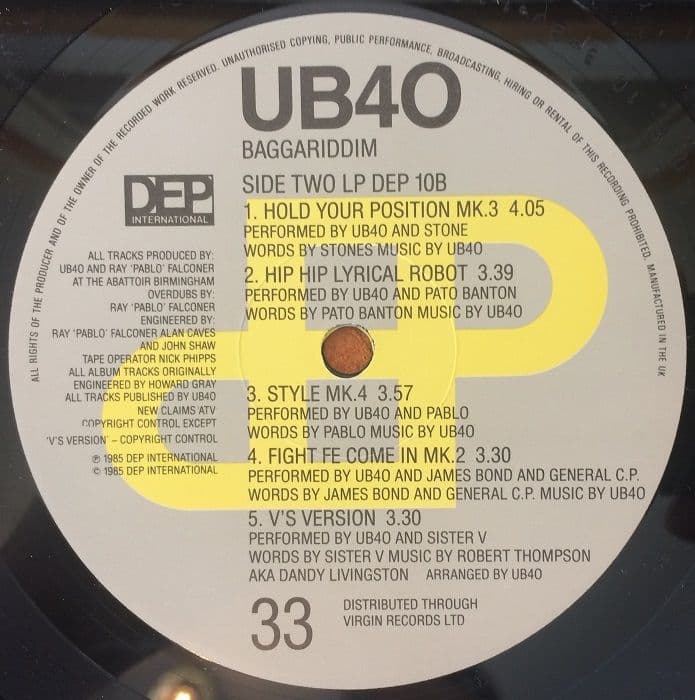 ALL RIGHTS OF THE PRODUCER AND OF THE OWNER OF THE RECORDED WORK RESERVED. UNAUTHORISED COPYING, PUBLIC PERFORMANCE, BROADCASTING, HIRING OR RENTAL OF THIS RECORDING PROHIBITED. MANUFACTURED IN THE UK
UB40
BAGGARIDDIM
DEP
INTERNATIONAL
SIDE TWO LP DEP 10B
1. HOLD YOUR POSITION MK.3 4.05
PERFORMED BY UB40 AND STONE
WORDS BY STONES MUSIC BY UB40
2. HIP HIP LYRICAL ROBOT 3.39
PERFORMED BY UB40 AND PATO BANTON
WORDS BY PATO BANTON MUSIC BY UB40
3. STYLE MK.4 3.57
PERFORMED BY UB40 AND PABLO
WORDS BY PABLO MUSIC BY UB40
4. FIGHT FE COME IN MK.2 3.30
PERFORMED BY UB40 AND JAMES BOND AND GENERAL C.P.
WORDS BY JAMES BOND AND GENERAL C.P. MUSIC BY UB40
5. V'S VERSION 3.30
PERFORMED BY UB40 AND SISTER V
WORDS BY SISTER V MUSIC BY ROBERT THOMPSON
AKA DANDY LIVINGSTON ARRANGED BY UB40
ALL TRACKS PRODUCED BY:
UB40 AND RAY 'PABLO' FALCONER
AT THE ABATTOIR BIRMINGHAM
OVERDUBS BY:
RAY 'PABLO' FALCONER
ENGINEERED BY:
RAY 'PABLO' FALCONER ALAN CAVES
AND JOHN SHAW
TAPE OPERATOR NICK PHIPPS
ALL ALBUM TRACKS ORIGINALLY
ENGINEERED BY HOWARD GRAY
ALL TRACKS PUBLISHED BY UB40
NEW CLAIMS ATV
COPYRIGHT CONTROL EXCEPT
'V'S VERSION' – COPYRIGHT CONTROL
℗ 1985 DEP INTERNATIONAL
© 1985 DEP INTERNATIONAL
33
DISTRIBUTED THROUGH
VIRGIN RECORDS LTD